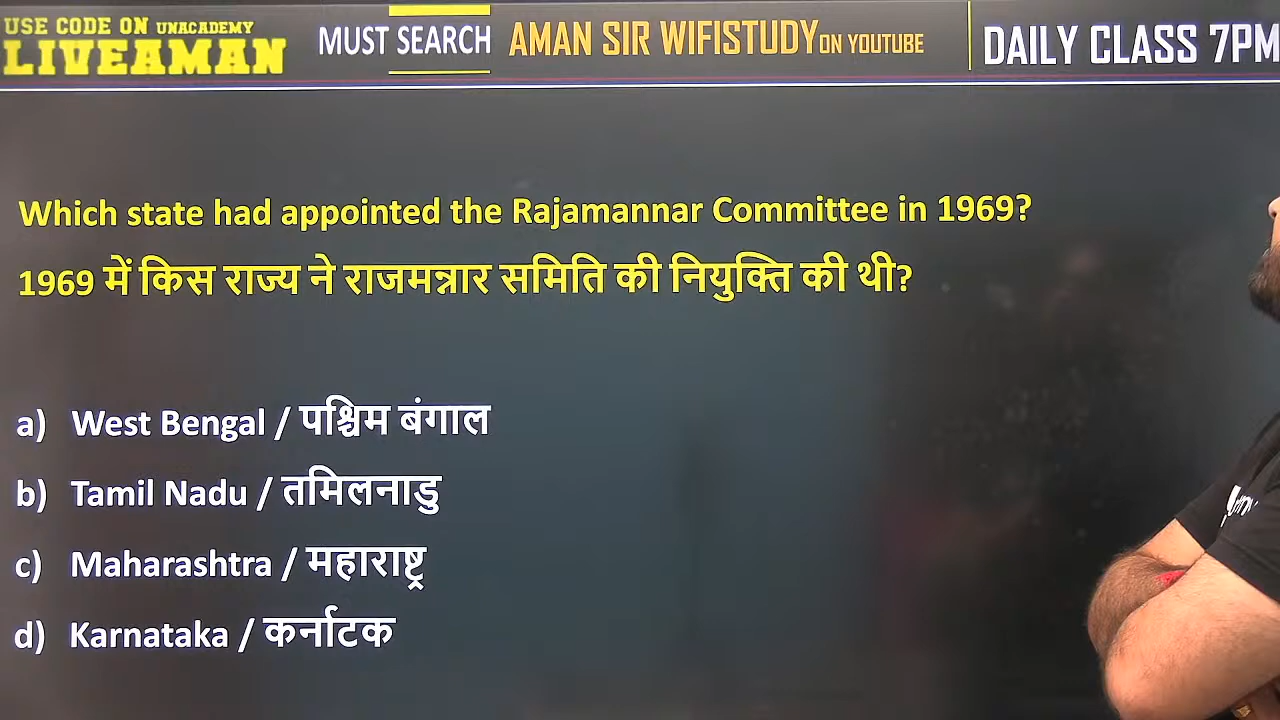 USE CODE ON UNACADEMY
LIVEAMAN
MUST SEARCH
AMAN SIR WIFISTUDY ON YOUTUBE
DAILY CLASS 7PM
Which state had appointed the Rajamannar Committee in 1969?
1969 में किस राज्य ने राजमन्नार समिति की नियुक्ति की थी?
a) West Bengal / पश्चिम बंगाल
b) Tamil Nadu / तमिलनाडु
c) Maharashtra / महाराष्ट्र
d) Karnataka / कर्नाटक